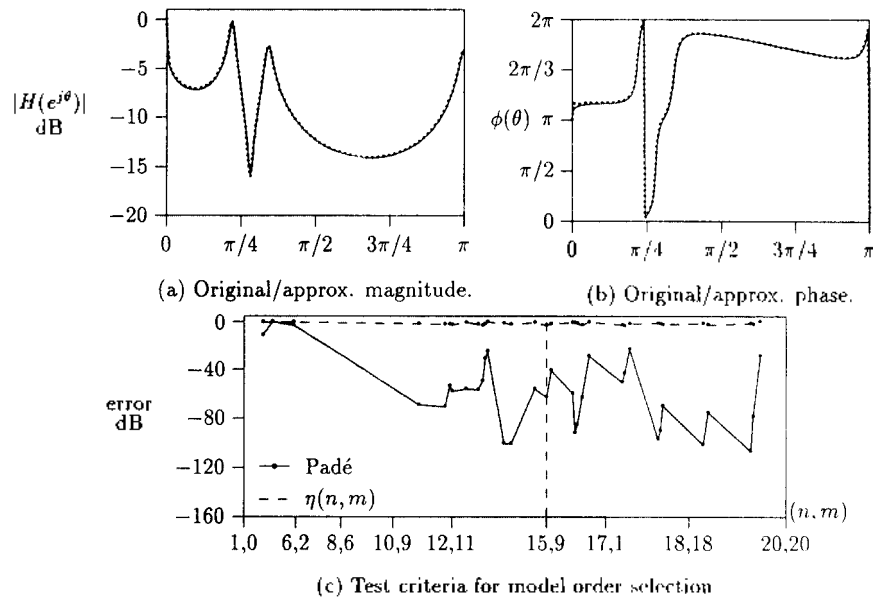 0
−5
|H(e^{jθ})|
dB
−10
−15
−20
0 π/4 π/2 3π/4 π
(a) Original/approx. magnitude.
2π
2π/3
φ(θ) π
π/2
0
0 π/4 π/2 3π/4 π
(b) Original/approx. phase.
0
−40
error
dB
−80
−120
−160
Padé
η(n,m)
(n,m)
1,0 6,2 8,6 10,9 12,11 15,9 17,1 18,18 20,20
(c) Test criteria for model order selection